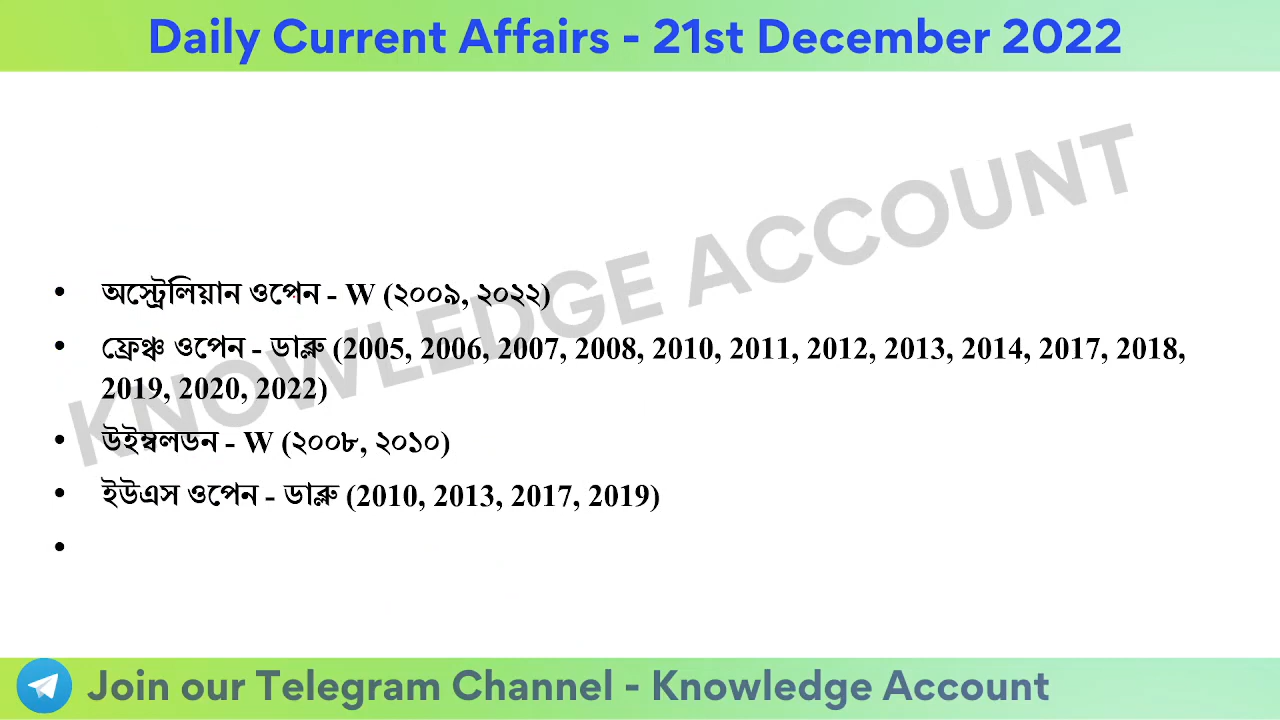 Daily Current Affairs - 21st December 2022
KNOWLEDGE ACCOUNT
• অস্ট্রেলিয়ান ওপেন - W (২০০৯, ২০২২)
• ফ্রেঞ্চ ওপেন - ডাব্লু (2005, 2006, 2007, 2008, 2010, 2011, 2012, 2013, 2014, 2017, 2018,
2019, 2020, 2022)
• উইম্বলডন - W (২০০৮, ২০১০)
• ইউএস ওপেন - ডাব্লু (2010, 2013, 2017, 2019)
•
Join our Telegram Channel - Knowledge Account